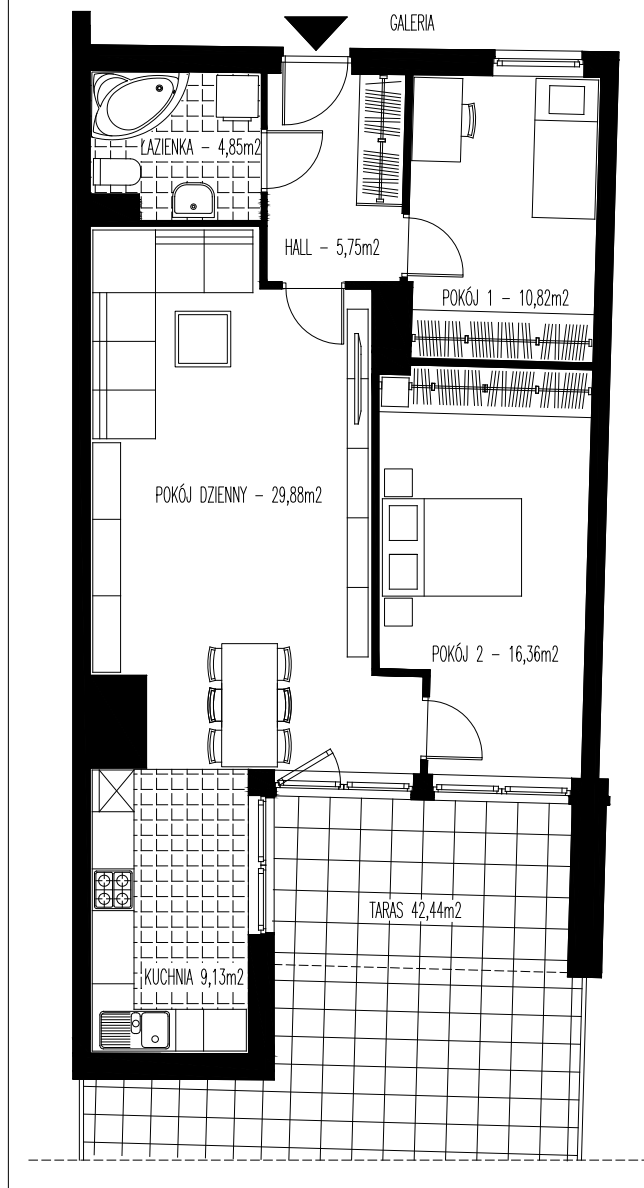 GALERIA
ŁAZIENKA – 4,85m2
HALL – 5,75m2
POKÓJ 1 – 10,82m2
POKÓJ DZIENNY – 29,88m2
POKÓJ 2 – 16,36m2
TARAS 42,44m2
KUCHNIA 9,13m2